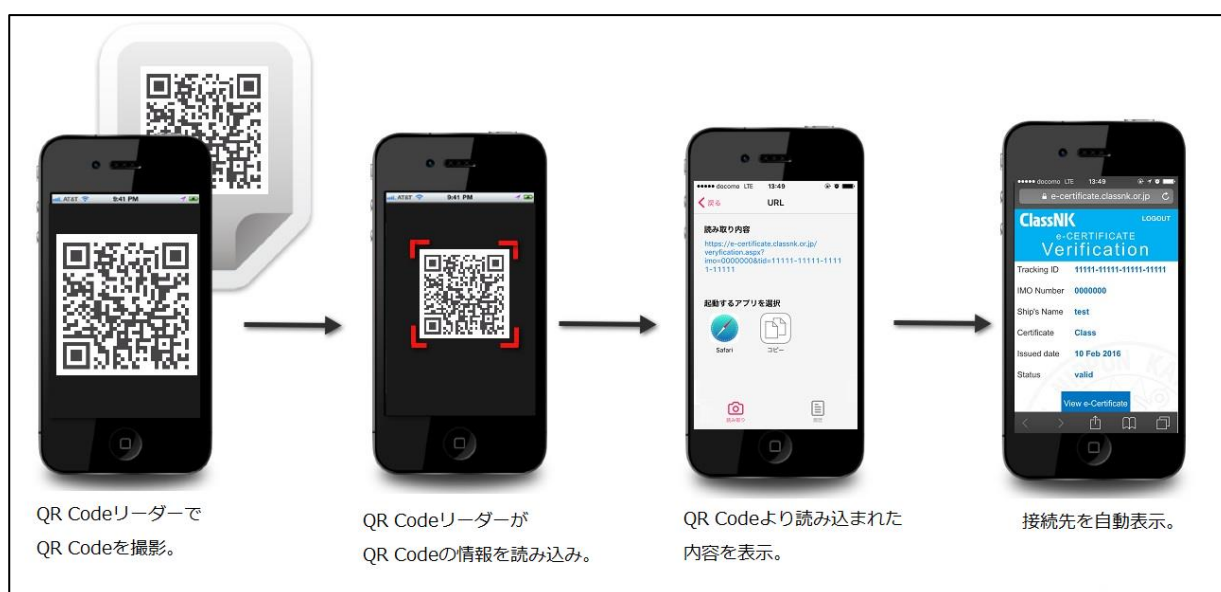 AT&T 9:41 PM
QR Codeリーダーで
QR Codeを撮影。
AT&T 9:41 PM
QR Codeリーダーが
QR Codeの情報を読み込み。
docomo LTE 13:49
戻る URL
読み取り内容
https://e-certificate.classnk.or.jp/
veryfication.aspx?
imo=0000000&tid=11111-11111-1111
1-11111
起動するアプリを選択
Safari コピー
読み取り
QR Codeより読み込まれた
内容を表示。
docomo LTE 13:49
e-certificate.classnk.or.jp
ClassNK LOGOUT
e-CERTIFICATE
Verification
Tracking ID 11111-11111-11111-11111
IMO Number 0000000
Ship's Name test
Certificate Class
Issued date 10 Feb 2016
Status valid
View e-Certificate
接続先を自動表示。